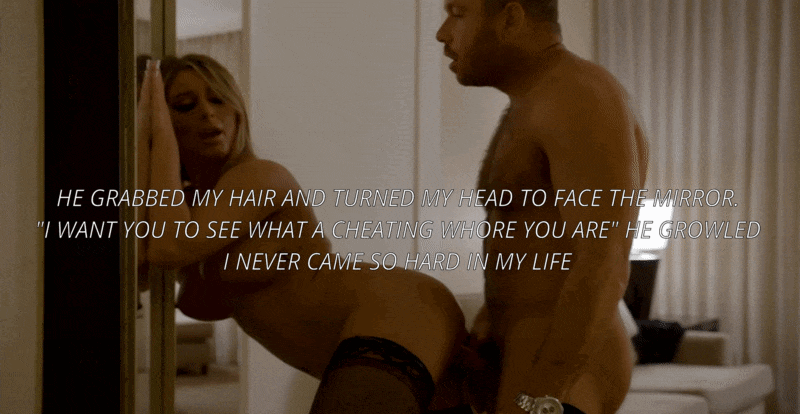 HE GRABBED MY HAIR AND TURNED MY HEAD TO FACE THE MIRROR.
"I WANT YOU TO SEE WHAT A CHEATING WHORE YOU ARE" HE GROWLED
I NEVER CAME SO HARD IN MY LIFE